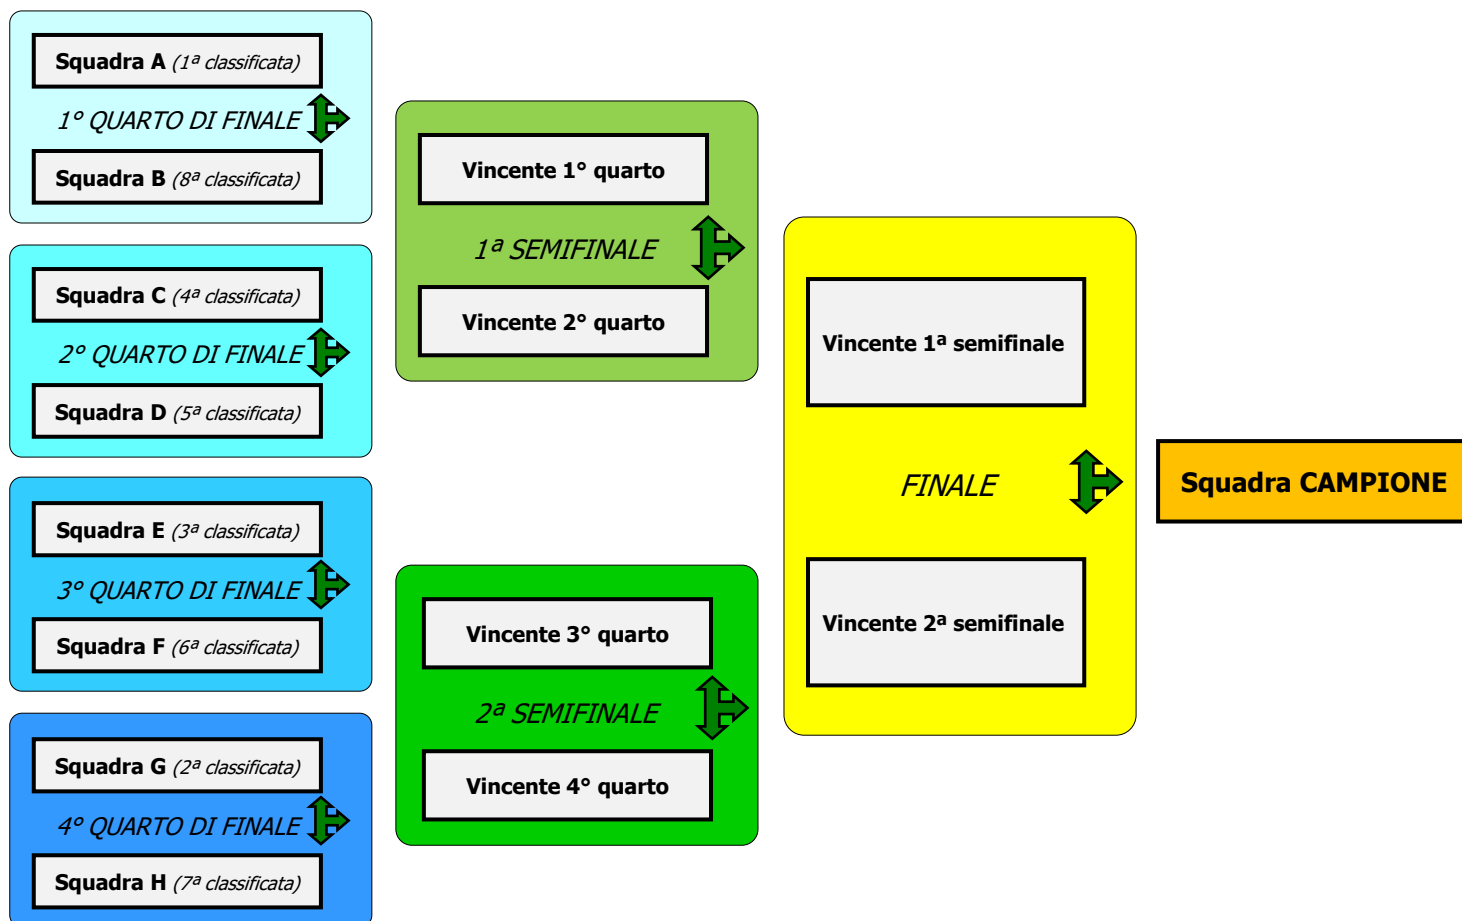 Squadra A (1ª classificata)
1° QUARTO DI FINALE
Squadra B (8ª classificata)
Squadra C (4ª classificata)
2° QUARTO DI FINALE
Squadra D (5ª classificata)
Squadra E (3ª classificata)
3° QUARTO DI FINALE
Squadra F (6ª classificata)
Squadra G (2ª classificata)
4° QUARTO DI FINALE
Squadra H (7ª classificata)
Vincente 1° quarto
1ª SEMIFINALE
Vincente 2° quarto
Vincente 3° quarto
2ª SEMIFINALE
Vincente 4° quarto
Vincente 1ª semifinale
FINALE
Vincente 2ª semifinale
Squadra CAMPIONE